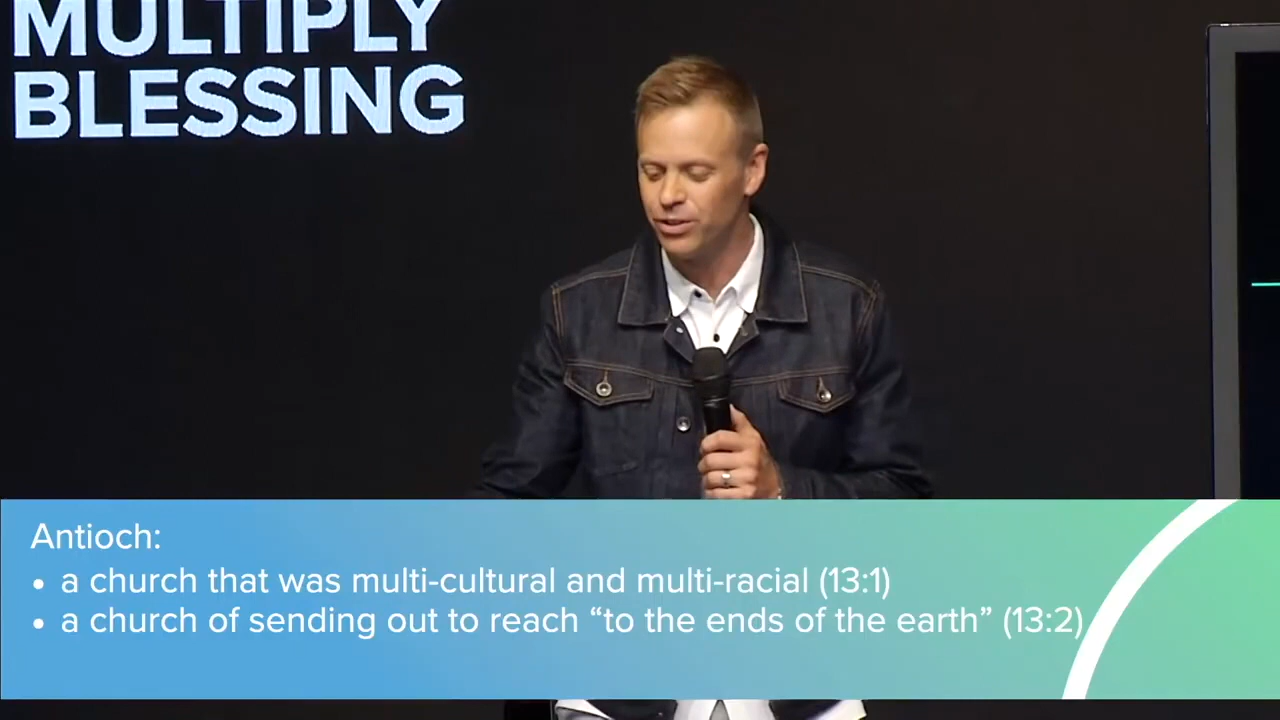 MULTIPLY
BLESSING
Antioch:
• a church that was multi-cultural and multi-racial (13:1)
• a church of sending out to reach “to the ends of the earth” (13:2)